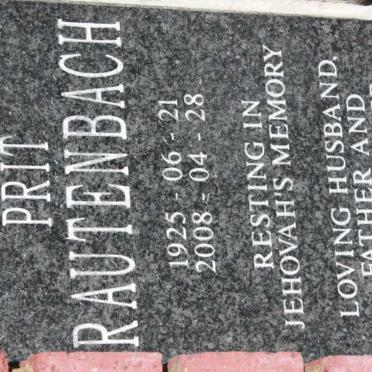 PRIT
RAUTENBACH
1925 - 06 - 21
2008 - 04 - 28
RESTING IN
JEHOVAH'S MEMORY
LOVING HUSBAND,
FATHER AND